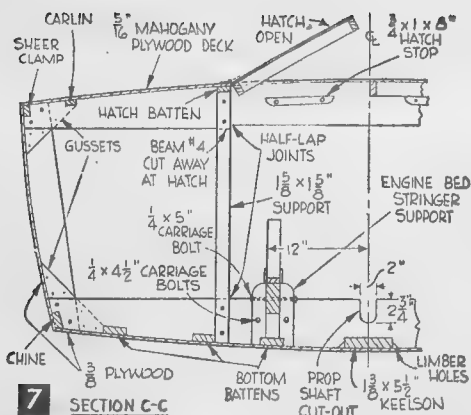 CARLIN
5/16" MAHOGANY
PLYWOOD DECK
HATCH
OPEN
℄
3/4 x 1 x 8"
HATCH
STOP
SHEER
CLAMP
HATCH BATTEN
GUSSETS
BEAM #4
CUT AWAY
AT HATCH
HALF-LAP
JOINTS
1 5/8 x 1 5/8"
SUPPORT
ENGINE BED
STRINGER
SUPPORT
1/4 x 5"
CARRIAGE
BOLT
12"
1/4 x 4 1/2" CARRIAGE
BOLTS
2"
2 3/4"
CHINE
3/8" PLYWOOD
BOTTOM
BATTENS
PROP
SHAFT
CUT-OUT
LIMBER
HOLES
1 3/8 x 5 1/2"
KEELSON
7 SECTION C-C